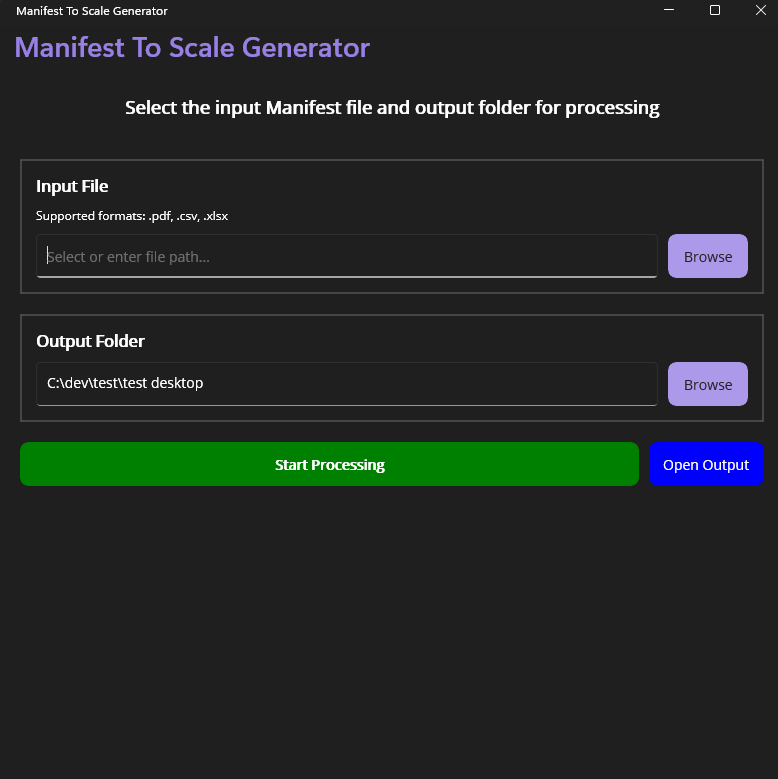 Manifest To Scale Generator
Manifest To Scale Generator
Select the input Manifest file and output folder for processing
Input File
Supported formats: .pdf, .csv, .xlsx
Select or enter file path...
Browse
Output Folder
C:\dev\test\test desktop
Browse
Start Processing
Open Output